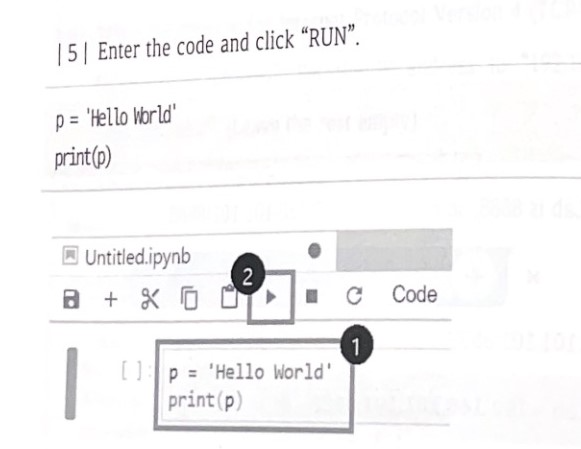 | 5 | Enter the code and click “RUN”.
p = 'Hello World'
print(p)
Untitled.ipynb
2
Code
1
[ ]: p = 'Hello World'
print(p)